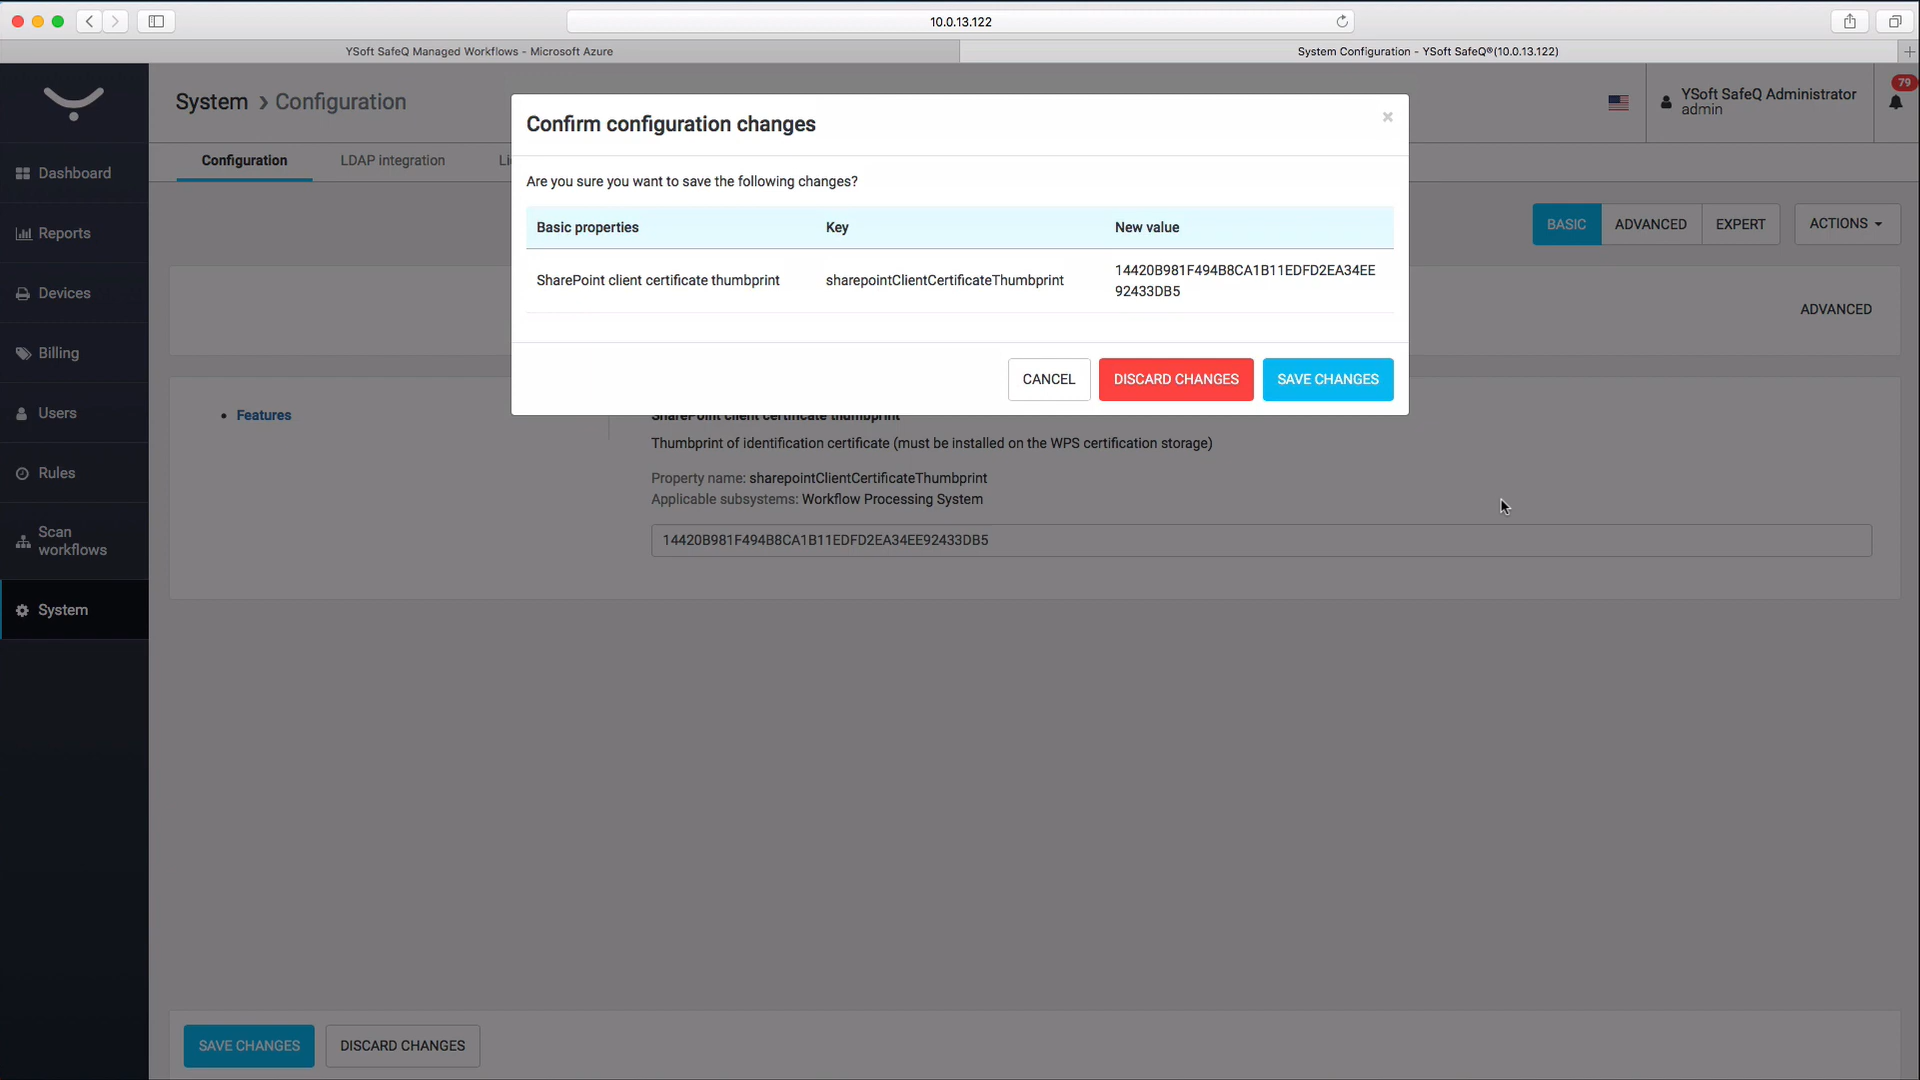 10.0.13.122
YSoft SafeQ Managed Workflows - Microsoft Azure
System Configuration - YSoft SafeQ®(10.0.13.122)
System > Configuration
YSoft SafeQ Administrator
admin
79
Configuration
LDAP integration
Li
Dashboard
Reports
Devices
Billing
Users
Rules
Scan
workflows
System
Confirm configuration changes
×
Are you sure you want to save the following changes?
Basic properties Key New value
SharePoint client certificate thumbprint sharepointClientCertificateThumbprint 14420B981F494B8CA1B11EDFD2EA34EE
92433DB5
CANCEL DISCARD CHANGES SAVE CHANGES
BASIC ADVANCED EXPERT ACTIONS
ADVANCED
Features
SharePoint client certificate thumbprint
Thumbprint of identification certificate (must be installed on the WPS certification storage)
Property name: sharepointClientCertificateThumbprint
Applicable subsystems: Workflow Processing System
14420B981F494B8CA1B11EDFD2EA34EE92433DB5
SAVE CHANGES DISCARD CHANGES